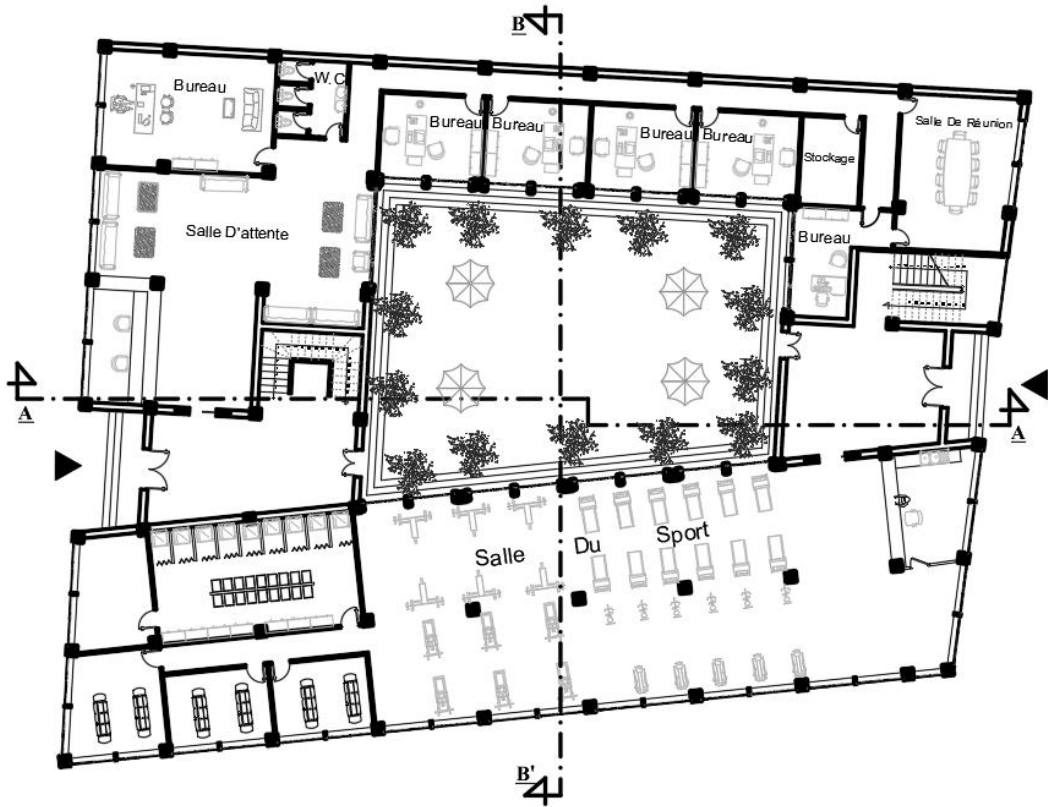 B
W.C
Bureau
Bureau
Bureau
Bureau
Bureau
Salle De Réunion
Stockage
Salle D'attente
Bureau
A
A
Salle Du Sport
B'